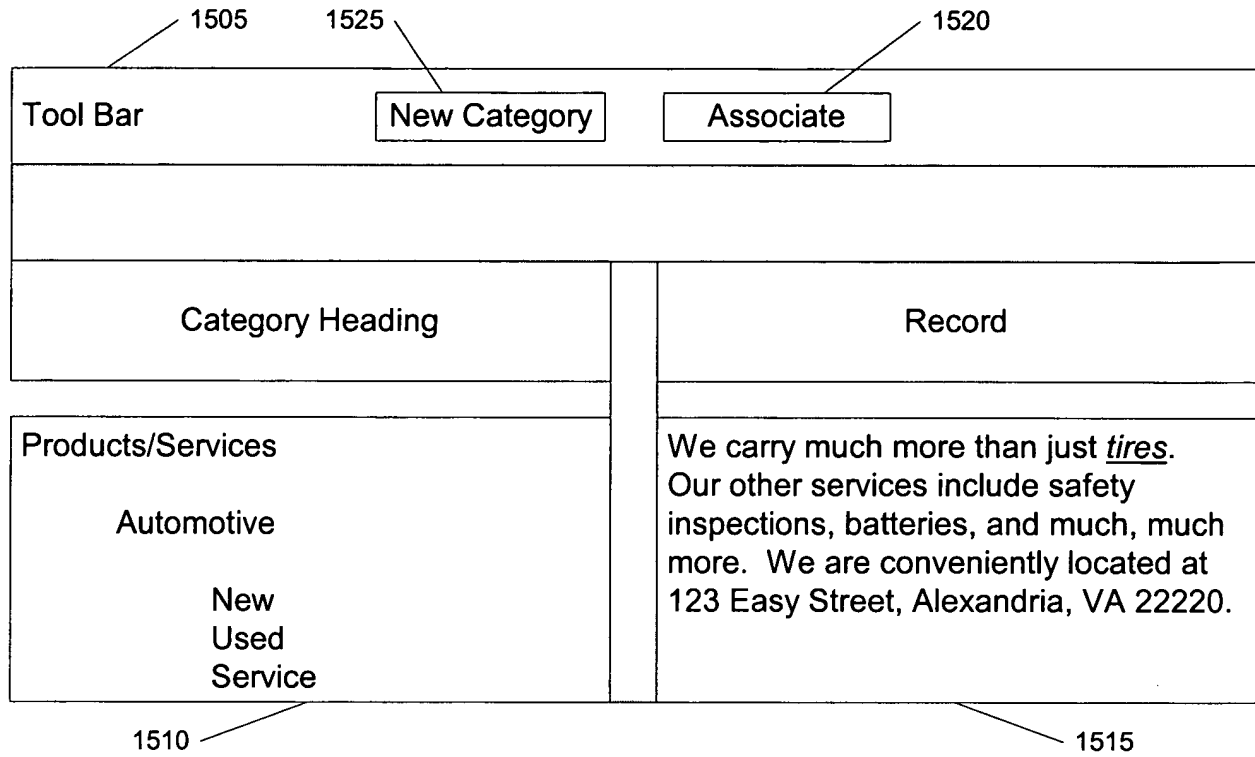 1505
1525
1520
Tool Bar
New Category
Associate
Category Heading
Record
Products/Services
Automotive
New
Used
Service
We carry much more than just tires.
Our other services include safety
inspections, batteries, and much, much
more. We are conveniently located at
123 Easy Street, Alexandria, VA 22220.
1510
1515